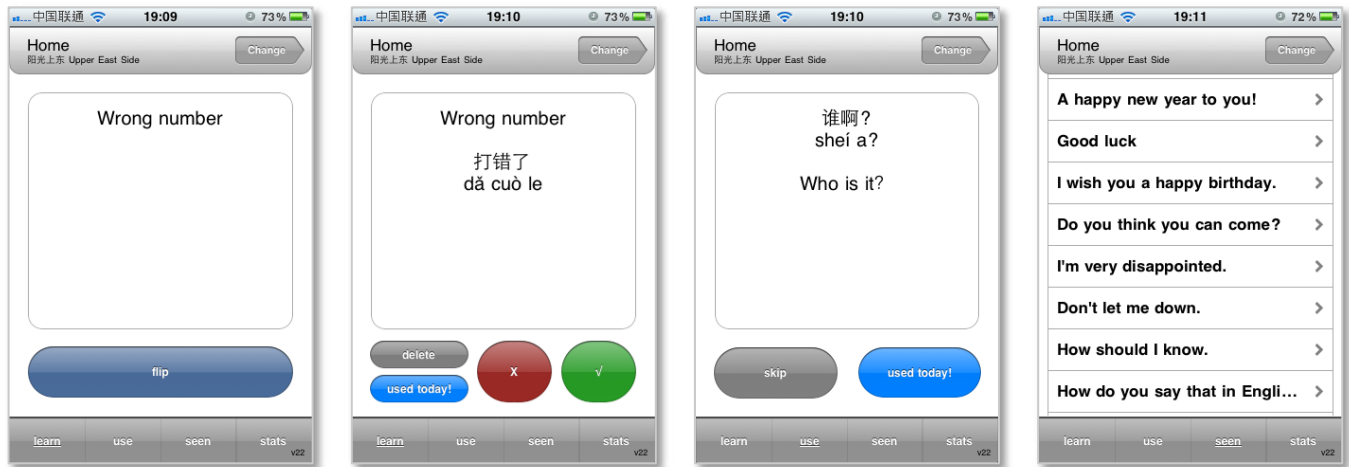 中国联通 19:09 73%
Home
阳光上东 Upper East Side
Change
Wrong number
flip
learn use seen stats
v22
中国联通 19:10 73%
Home
阳光上东 Upper East Side
Change
Wrong number
打错了
dǎ cuò le
delete
used today!
X
√
learn use seen stats
v22
中国联通 19:10 73%
Home
阳光上东 Upper East Side
Change
谁啊?
sheí a?
Who is it?
skip
used today!
learn use seen stats
中国联通 19:11 72%
Home
阳光上东 Upper East Side
Change
A happy new year to you!
Good luck
I wish you a happy birthday.
Do you think you can come?
I'm very disappointed.
Don't let me down.
How should I know.
How do you say that in Engli...
learn use seen stats
v22